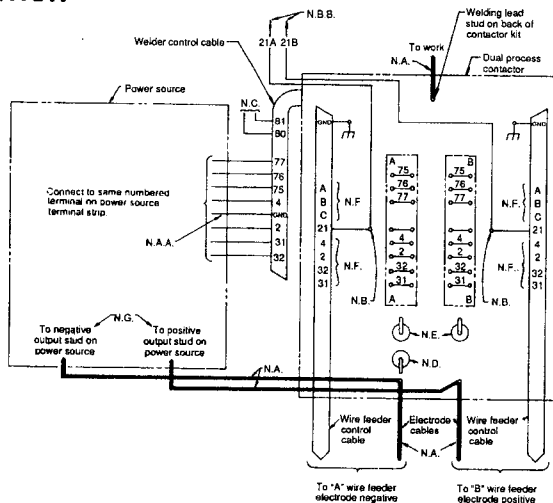 N.B.B.
21A 21B
Welder control cable
Welding lead
stud on back of
contactor kit
To work
N.A.
Dual process
contactor
Power source
N.C.
81
80
77
76
75
4
GND
2
31
32
Connect to same numbered
terminal on power source
terminal strip.
N.A.A.
GND
A
B
C
21
4
2
32
31
N.F.
N.F.
N.B.
A
75
76
77
4
2
32
31
A
B
75
76
77
4
2
32
31
B
GND
A
B
C
21
4
2
32
31
N.F.
N.F.
N.B.
N.E.
N.D.
N.G.
To negative
output stud on
power source
To positive
output stud on
power source
N.A.
Wire feeder
control
cable
Electrode
cables
N.A.
Wire feeder
control
cable
To "A" wire feeder
electrode negative
To "B" wire feeder
electrode positive